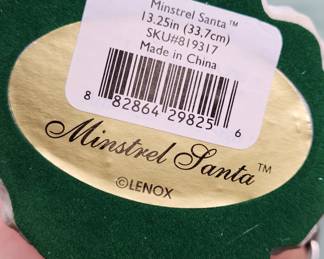 Minstrel Santa™
13.25in (33.7cm)
SKU#819317
Made in China
8 82864 29825 6
Minstrel Santa™
©LENOX